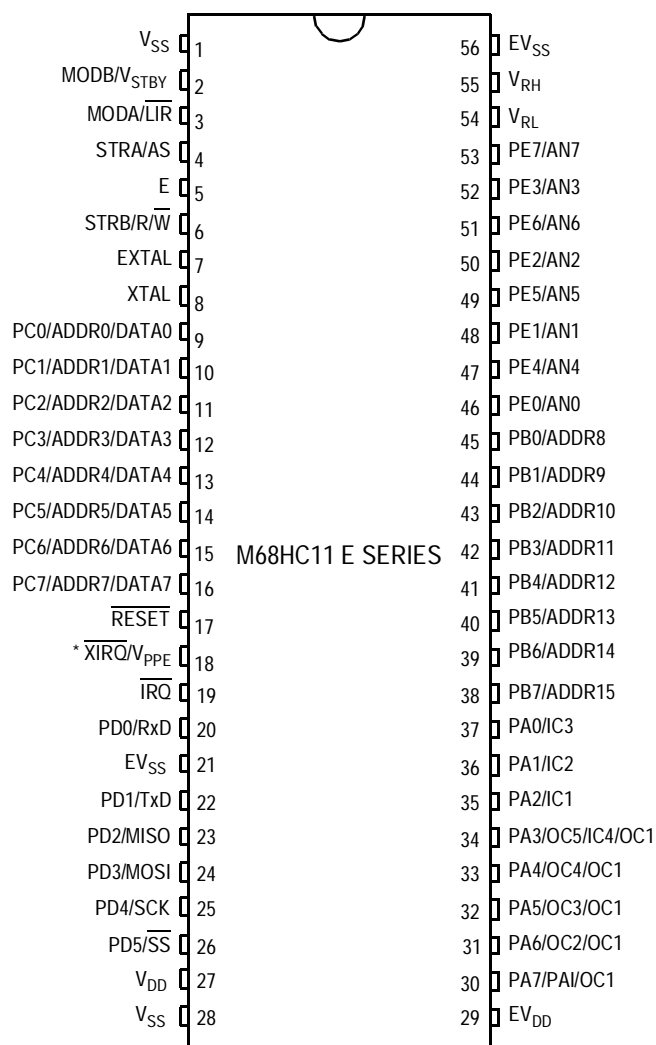 VSS 1 56 EVSS
MODB/VSTBY 2 55 VRH
MODA/L̅I̅R̅ 3 54 VRL
STRA/AS 4 53 PE7/AN7
E 5 52 PE3/AN3
STRB/R/W̅ 6 51 PE6/AN6
EXTAL 7 50 PE2/AN2
XTAL 8 49 PE5/AN5
PC0/ADDR0/DATA0 9 48 PE1/AN1
PC1/ADDR1/DATA1 10 47 PE4/AN4
PC2/ADDR2/DATA2 11 46 PE0/AN0
PC3/ADDR3/DATA3 12 45 PB0/ADDR8
PC4/ADDR4/DATA4 13 44 PB1/ADDR9
PC5/ADDR5/DATA5 14 43 PB2/ADDR10
PC6/ADDR6/DATA6 15 M68HC11 E SERIES 42 PB3/ADDR11
PC7/ADDR7/DATA7 16 41 PB4/ADDR12
R̅E̅S̅E̅T̅ 17 40 PB5/ADDR13
* X̅I̅R̅Q̅/VPPE 18 39 PB6/ADDR14
I̅R̅Q̅ 19 38 PB7/ADDR15
PD0/RxD 20 37 PA0/IC3
EVSS 21 36 PA1/IC2
PD1/TxD 22 35 PA2/IC1
PD2/MISO 23 34 PA3/OC5/IC4/OC1
PD3/MOSI 24 33 PA4/OC4/OC1
PD4/SCK 25 32 PA5/OC3/OC1
PD5/S̅S̅ 26 31 PA6/OC2/OC1
VDD 27 30 PA7/PAI/OC1
VSS 28 29 EVDD